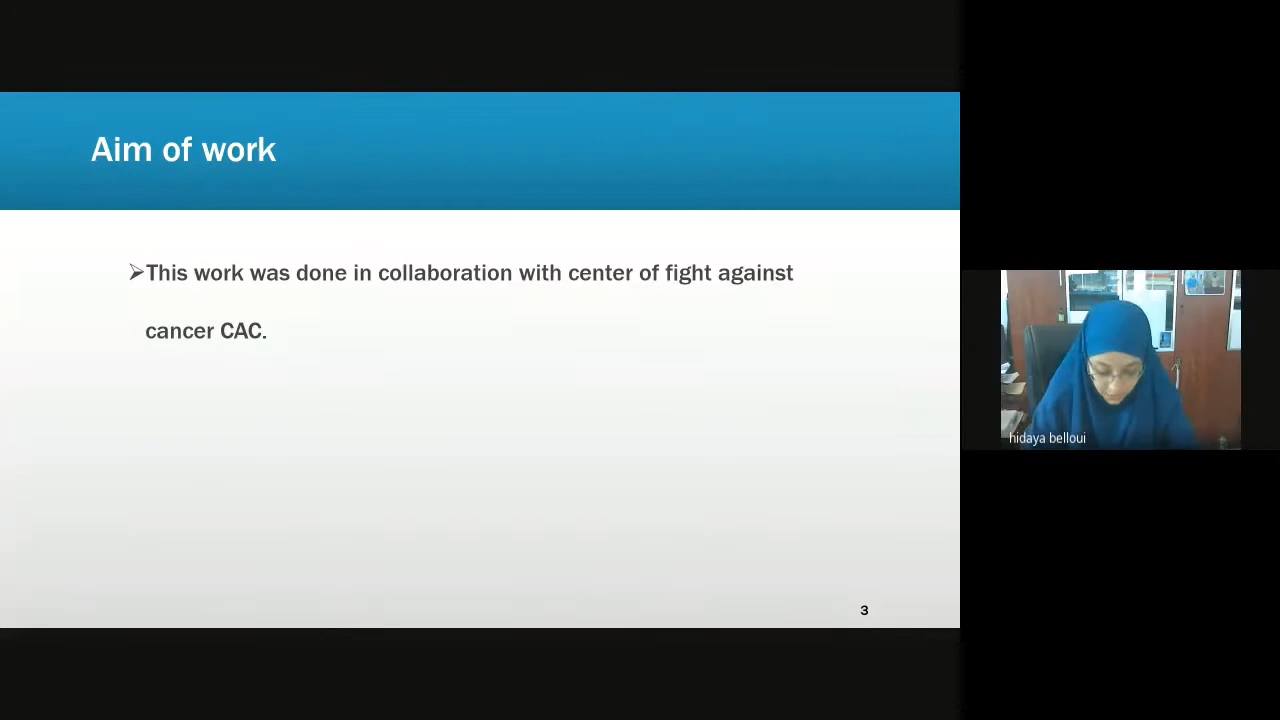 Aim of work
➢This work was done in collaboration with center of fight against
cancer CAC.
3
hidaya belloui